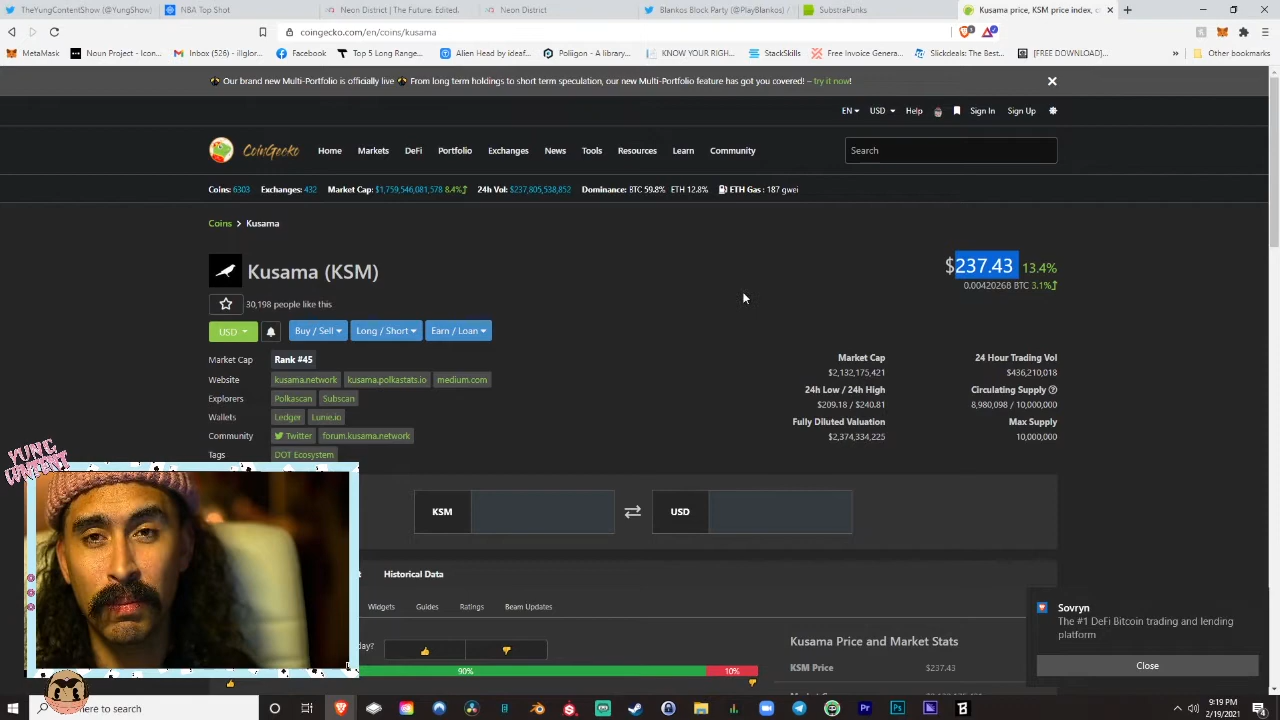 TheYungContentShow (@YungShow)
NBA Top Shot
Neon District | The Future. Edited.
Neon District
Blankos Block Party (@PlayBlankos) /
SubstraPunks
Kusama price, KSM price index, c
coingecko.com/en/coins/kusama
MetaMask
Noun Project - Icon...
Inbox (526) - illglor...
Facebook
Top 5 Long Range...
Alien Head by ideaf...
Poliigon - A library...
KNOW YOUR RIGHT...
StackSkills
Free Invoice Genera...
Slickdeals: The Best...
[FREE DOWNLOAD]...
Other bookmarks
Our brand new Multi-Portfolio is officially live From long term holdings to short term speculation, our new Multi-Portfolio feature has got you covered! – try it now!
EN
USD
Help
Sign In
Sign Up
CoinGecko
Home
Markets
DeFi
Portfolio
Exchanges
News
Tools
Resources
Learn
Community
Search
Coins: 6303
Exchanges: 432
Market Cap: $1,759,546,081,578 8.4%
24h Vol: $237,805,538,852
Dominance: BTC 59.8% ETH 12.8%
ETH Gas: 187 gwei
Coins > Kusama
Kusama (KSM)
$237.43 13.4%
0.00420268 BTC 3.1%
30,198 people like this
USD
Buy / Sell
Long / Short
Earn / Loan
Market Cap
Rank #45
Website
kusama.network
kusama.polkastats.io
medium.com
Explorers
Polkascan
Subscan
Wallets
Ledger
Lunie.io
Community
Twitter
forum.kusama.network
Tags
DOT Ecosystem
Market Cap
$2,132,175,421
24 Hour Trading Vol
$436,210,018
24h Low / 24h High
$209.18 / $240.81
Circulating Supply
8,980,098 / 10,000,000
Fully Diluted Valuation
$2,374,334,225
Max Supply
10,000,000
YUNG
CONTENT
KSM
USD
Historical Data
Widgets
Guides
Ratings
Beam Updates
day?
90%
10%
Kusama Price and Market Stats
KSM Price
$237.43
Sovryn
The #1 DeFi Bitcoin trading and lending
platform
Close
here to search
9:19 PM
2/19/2021